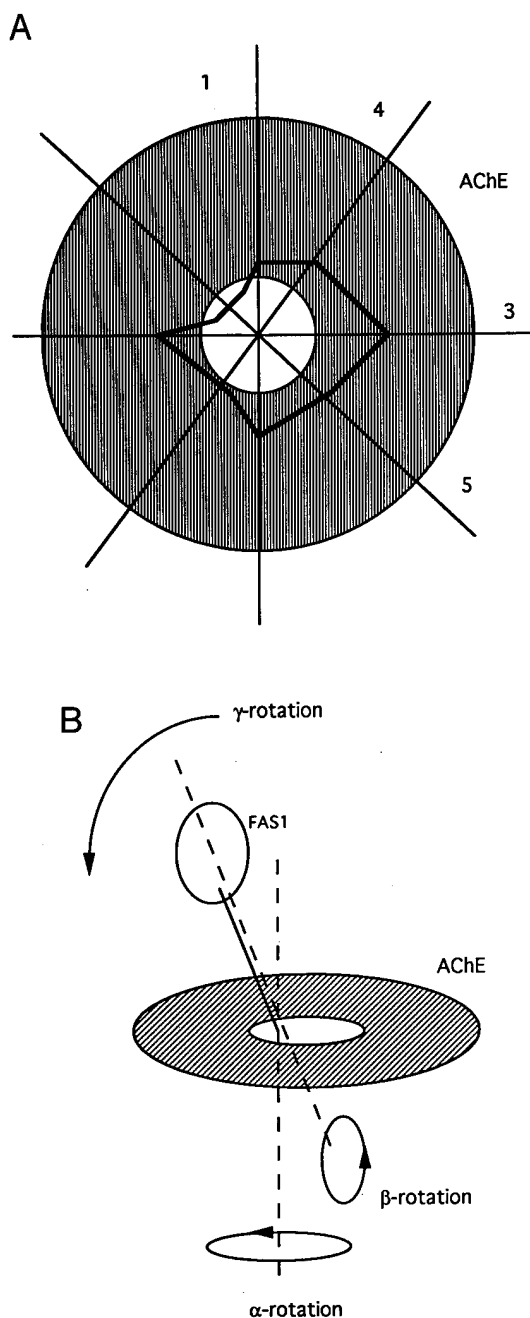 A
1
4
AChE
3
5
B
γ-rotation
FAS1
AChE
β-rotation
α-rotation